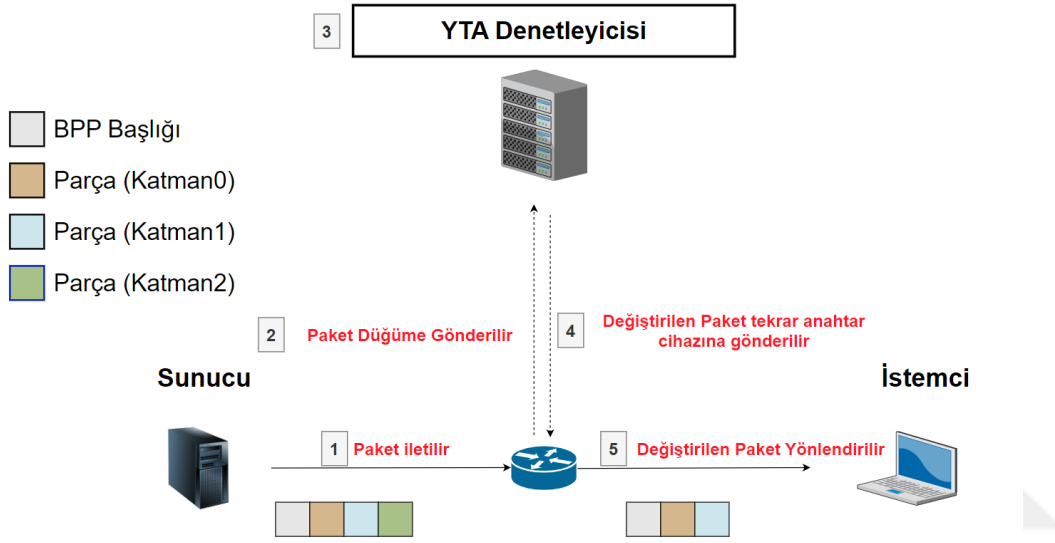 3
YTA Denetleyicisi
BPP Başlığı
Parça (Katman0)
Parça (Katman1)
Parça (Katman2)
2
Paket Düğüme Gönderilir
4
Değiştirilen Paket tekrar anahtar
cihazına gönderilir
Sunucu
İstemci
1
Paket iletilir
5
Değiştirilen Paket Yönlendirilir